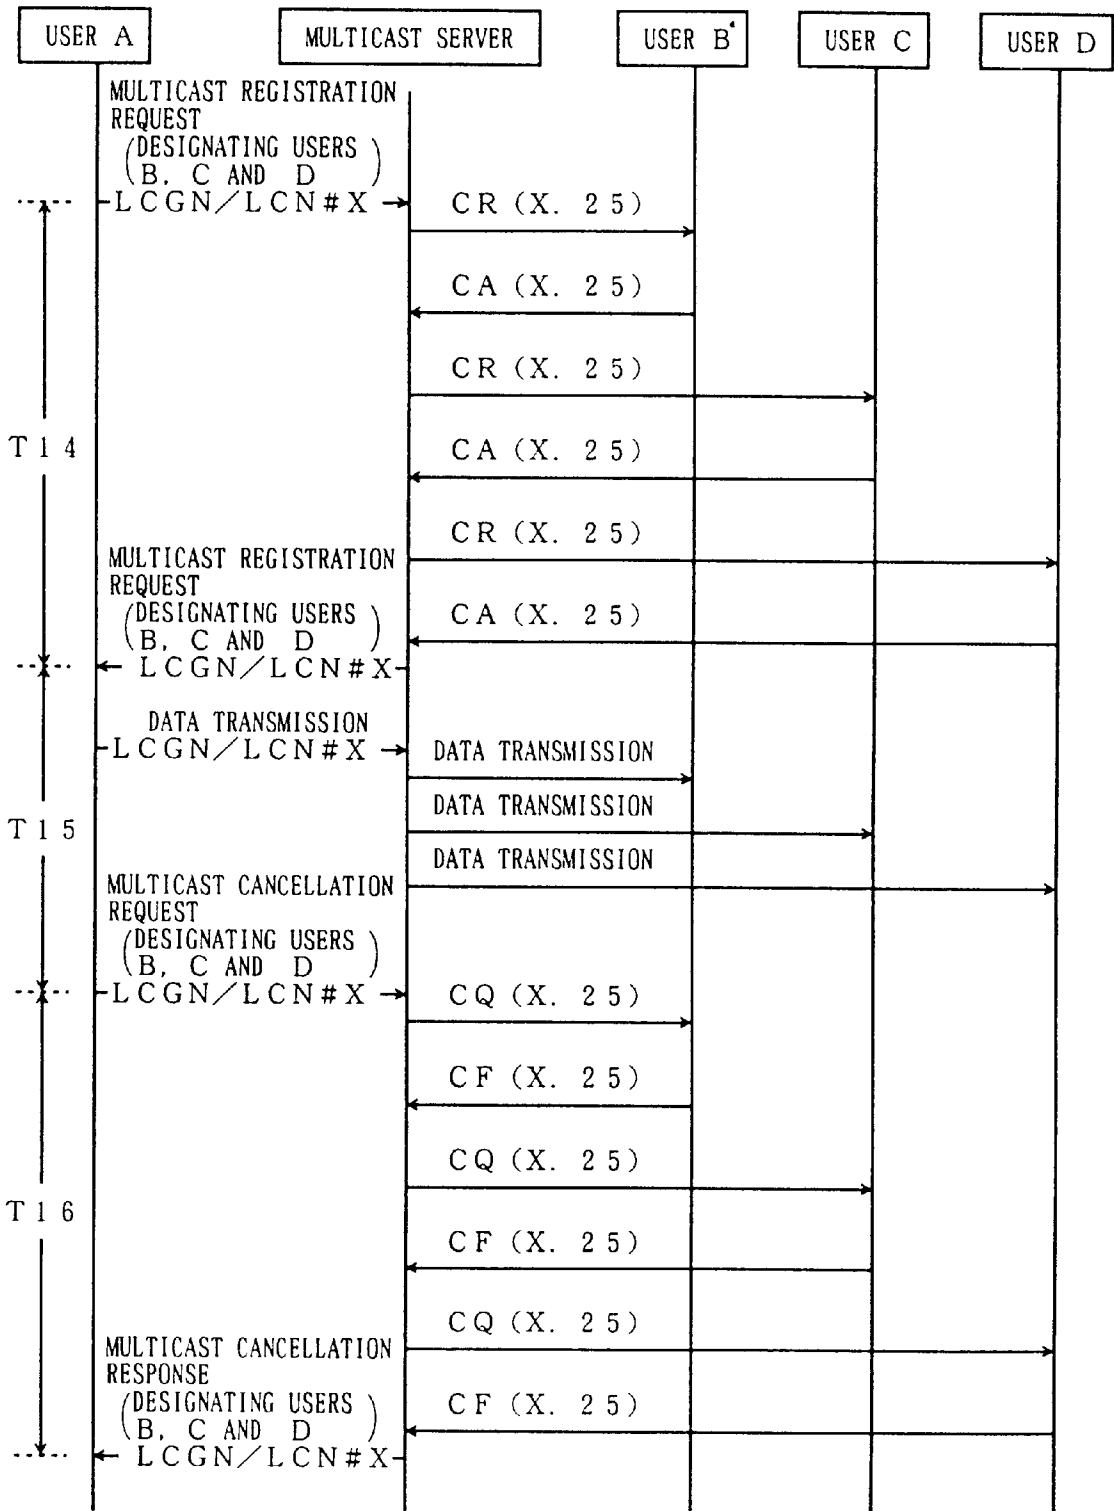 USER A
MULTICAST SERVER
USER B
USER C
USER D
MULTICAST REGISTRATION
REQUEST
(DESIGNATING USERS
B, C AND D)
LCGN/LCN#X
CR (X. 25)
CA (X. 25)
CR (X. 25)
T14
CA (X. 25)
CR (X. 25)
MULTICAST REGISTRATION
REQUEST
(DESIGNATING USERS
B, C AND D)
CA (X. 25)
LCGN/LCN#X
DATA TRANSMISSION
LCGN/LCN#X
DATA TRANSMISSION
DATA TRANSMISSION
T15
DATA TRANSMISSION
MULTICAST CANCELLATION
REQUEST
(DESIGNATING USERS
B, C AND D)
LCGN/LCN#X
CQ (X. 25)
CF (X. 25)
CQ (X. 25)
T16
CF (X. 25)
CQ (X. 25)
MULTICAST CANCELLATION
RESPONSE
(DESIGNATING USERS
B, C AND D)
CF (X. 25)
LCGN/LCN#X